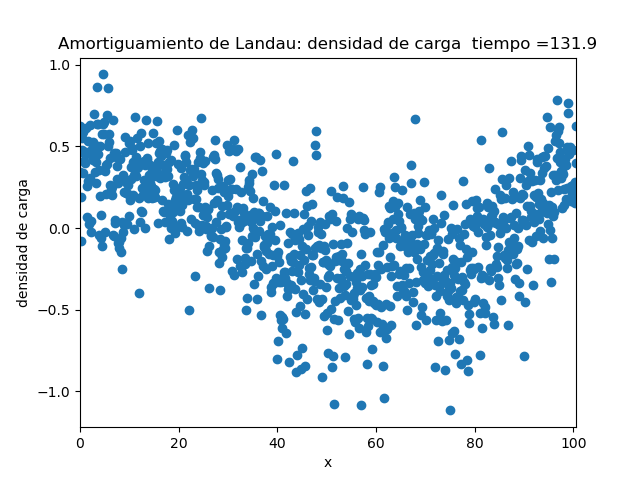 Amortiguamiento de Landau: densidad de carga  tiempo =131.9
densidad de carga
1.0
0.5
0.0
−0.5
−1.0
0 20 40 60 80 100
x